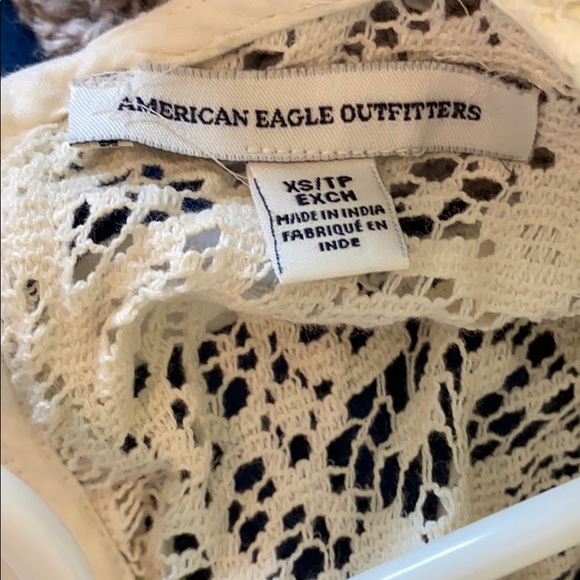 AMERICAN EAGLE OUTFITTERS
XS/TP
EXCH
MADE IN INDIA
FABRIQUÉ EN
INDE